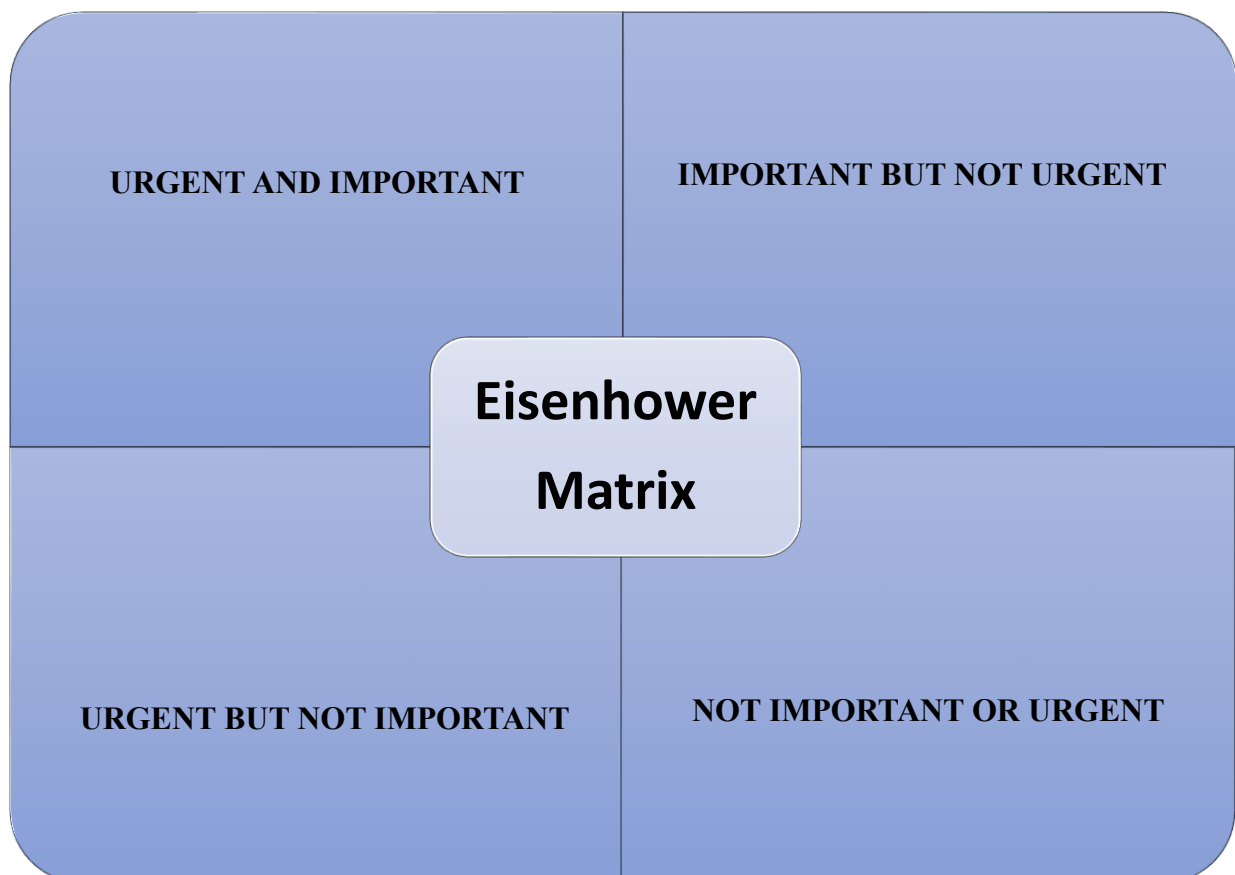 URGENT AND IMPORTANT
IMPORTANT BUT NOT URGENT
Eisenhower
Matrix
URGENT BUT NOT IMPORTANT
NOT IMPORTANT OR URGENT